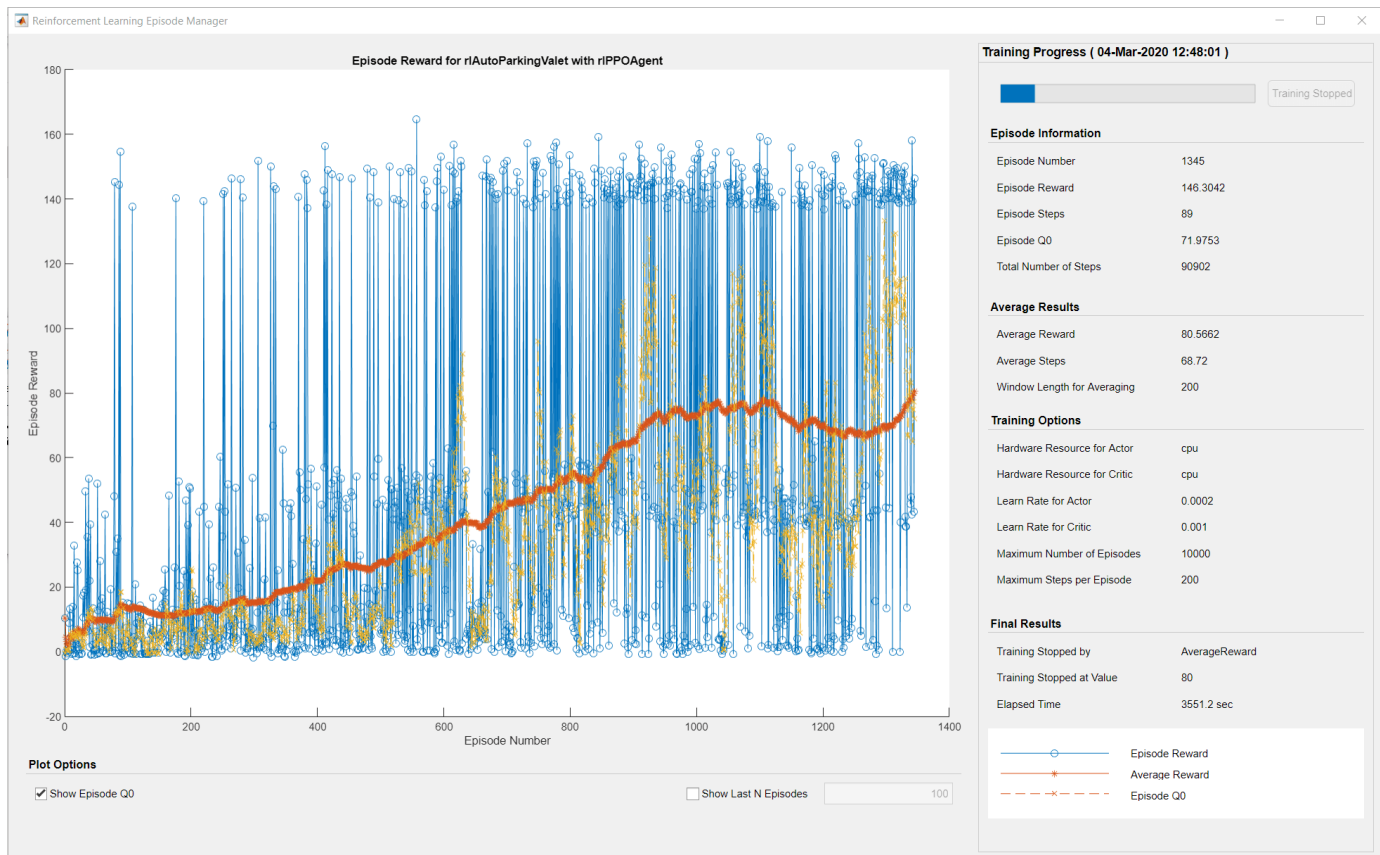 Reinforcement Learning Episode Manager
Episode Reward for rlAutoParkingValet with rlPPOAgent
180
160
140
120
100
80
60
40
20
0
-20
Episode Reward
0 200 400 600 800 1000 1200 1400
Episode Number
Plot Options
Show Episode Q0
Show Last N Episodes 100
Training Progress ( 04-Mar-2020 12:48:01 )
Training Stopped
Episode Information
Episode Number 1345
Episode Reward 146.3042
Episode Steps 89
Episode Q0 71.9753
Total Number of Steps 90902
Average Results
Average Reward 80.5662
Average Steps 68.72
Window Length for Averaging 200
Training Options
Hardware Resource for Actor cpu
Hardware Resource for Critic cpu
Learn Rate for Actor 0.0002
Learn Rate for Critic 0.001
Maximum Number of Episodes 10000
Maximum Steps per Episode 200
Final Results
Training Stopped by AverageReward
Training Stopped at Value 80
Elapsed Time 3551.2 sec
Episode Reward
Average Reward
Episode Q0